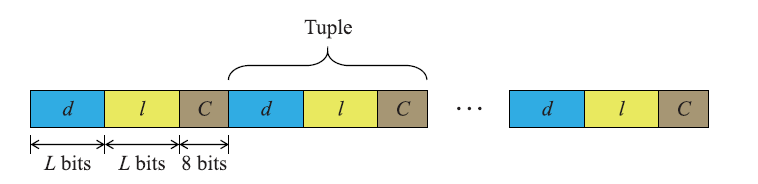 Tuple
d l C d l C ... d l C
L bits L bits 8 bits